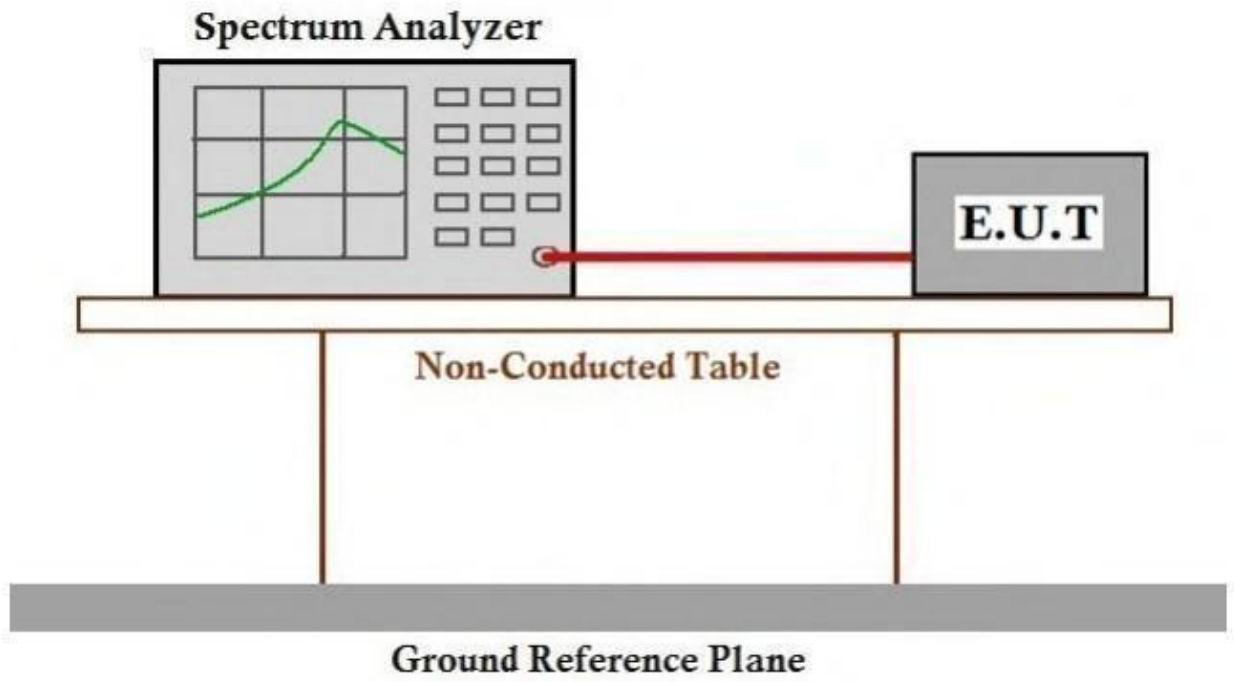 Spectrum Analyzer
E.U.T
Non-Conducted Table
Ground Reference Plane